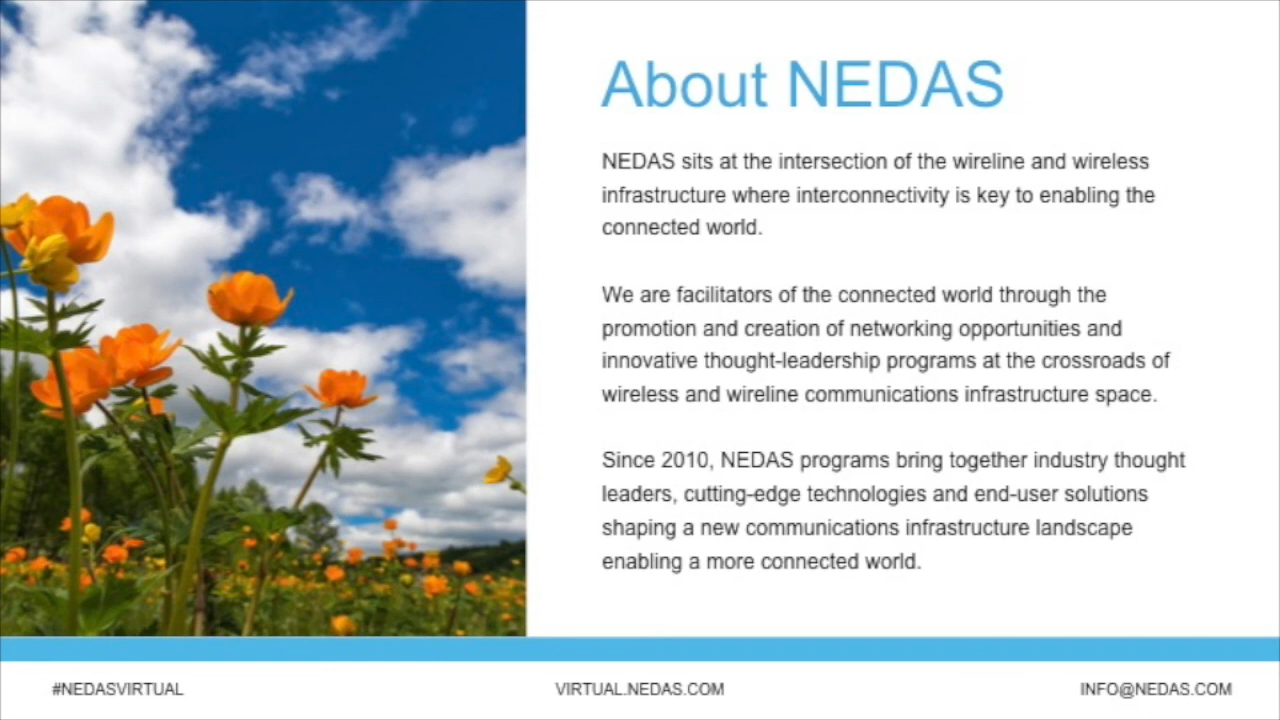 About NEDAS
NEDAS sits at the intersection of the wireline and wireless
infrastructure where interconnectivity is key to enabling the
connected world.
We are facilitators of the connected world through the
promotion and creation of networking opportunities and
innovative thought-leadership programs at the crossroads of
wireless and wireline communications infrastructure space.
Since 2010, NEDAS programs bring together industry thought
leaders, cutting-edge technologies and end-user solutions
shaping a new communications infrastructure landscape
enabling a more connected world.
#NEDASVIRTUAL
VIRTUAL.NEDAS.COM
INFO@NEDAS.COM